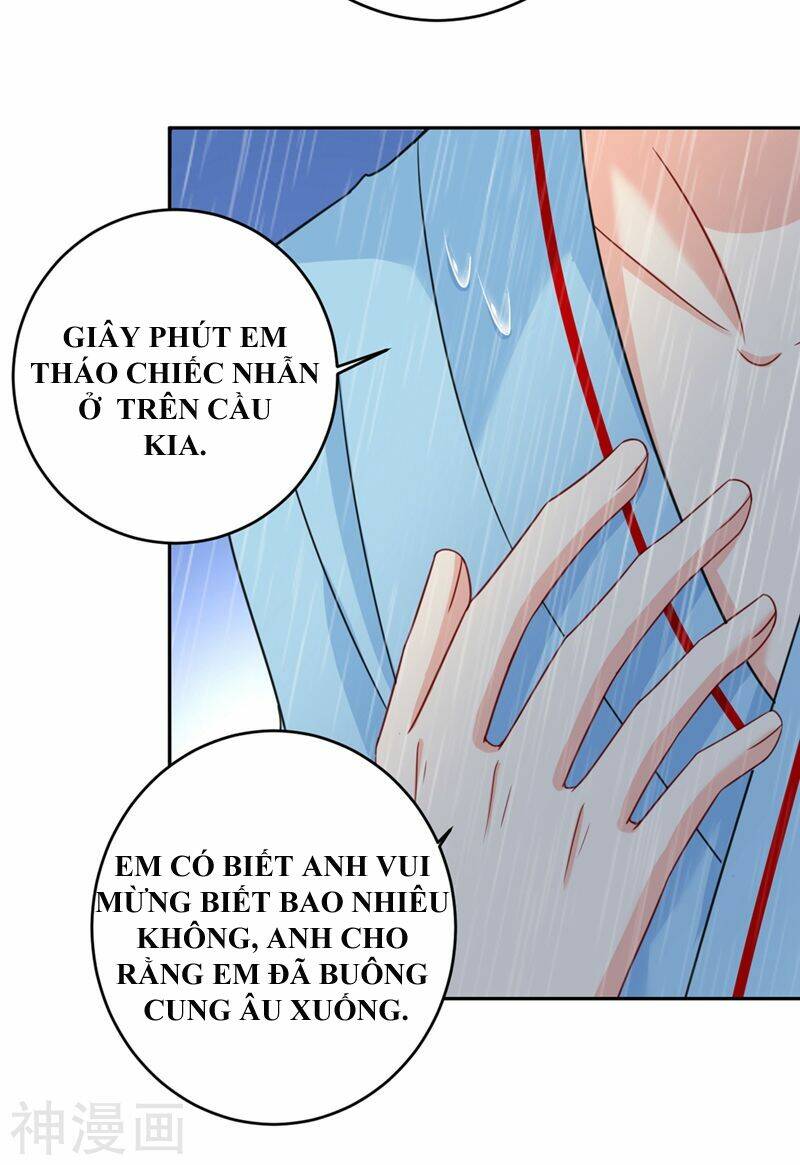 GIÂY PHÚT EM
THÁO CHIẾC NHẪN
Ở TRÊN CẦU
KIA.
EM CÓ BIẾT ANH VUI
MỪNG BIẾT BAO NHIÊU
KHÔNG, ANH CHO
RẰNG EM ĐÃ BUÔNG
CUNG ÂU XUỐNG.
神漫画